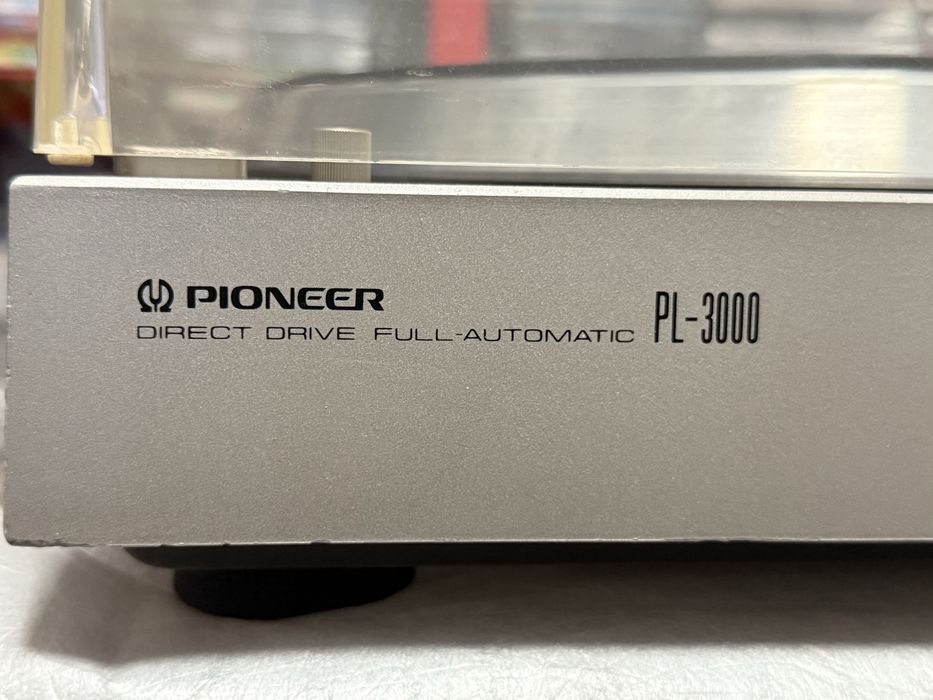 PIONEER
DIRECT DRIVE FULL-AUTOMATIC PL-3000